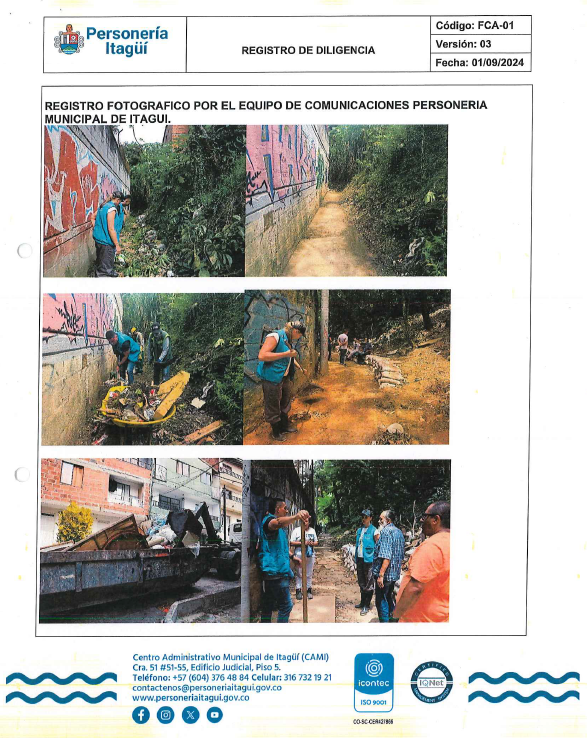 Personería
Itagüí
REGISTRO DE DILIGENCIA
Código: FCA-01
Versión: 03
Fecha: 01/09/2024
REGISTRO FOTOGRAFICO POR EL EQUIPO DE COMUNICACIONES PERSONERIA
MUNICIPAL DE ITAGUI.
Centro Administrativo Municipal de Itagüí (CAMI)
Cra. 51 #51-55, Edificio Judicial, Piso 5.
Teléfono: +57 (604) 376 48 84 Celular: 316 732 19 21
contactenos@personeriaitagui.gov.co
www.personeriaitagui.gov.co
icontec
ISO 9001
CO-SC-CER427866
CERTIFIED
IQNet